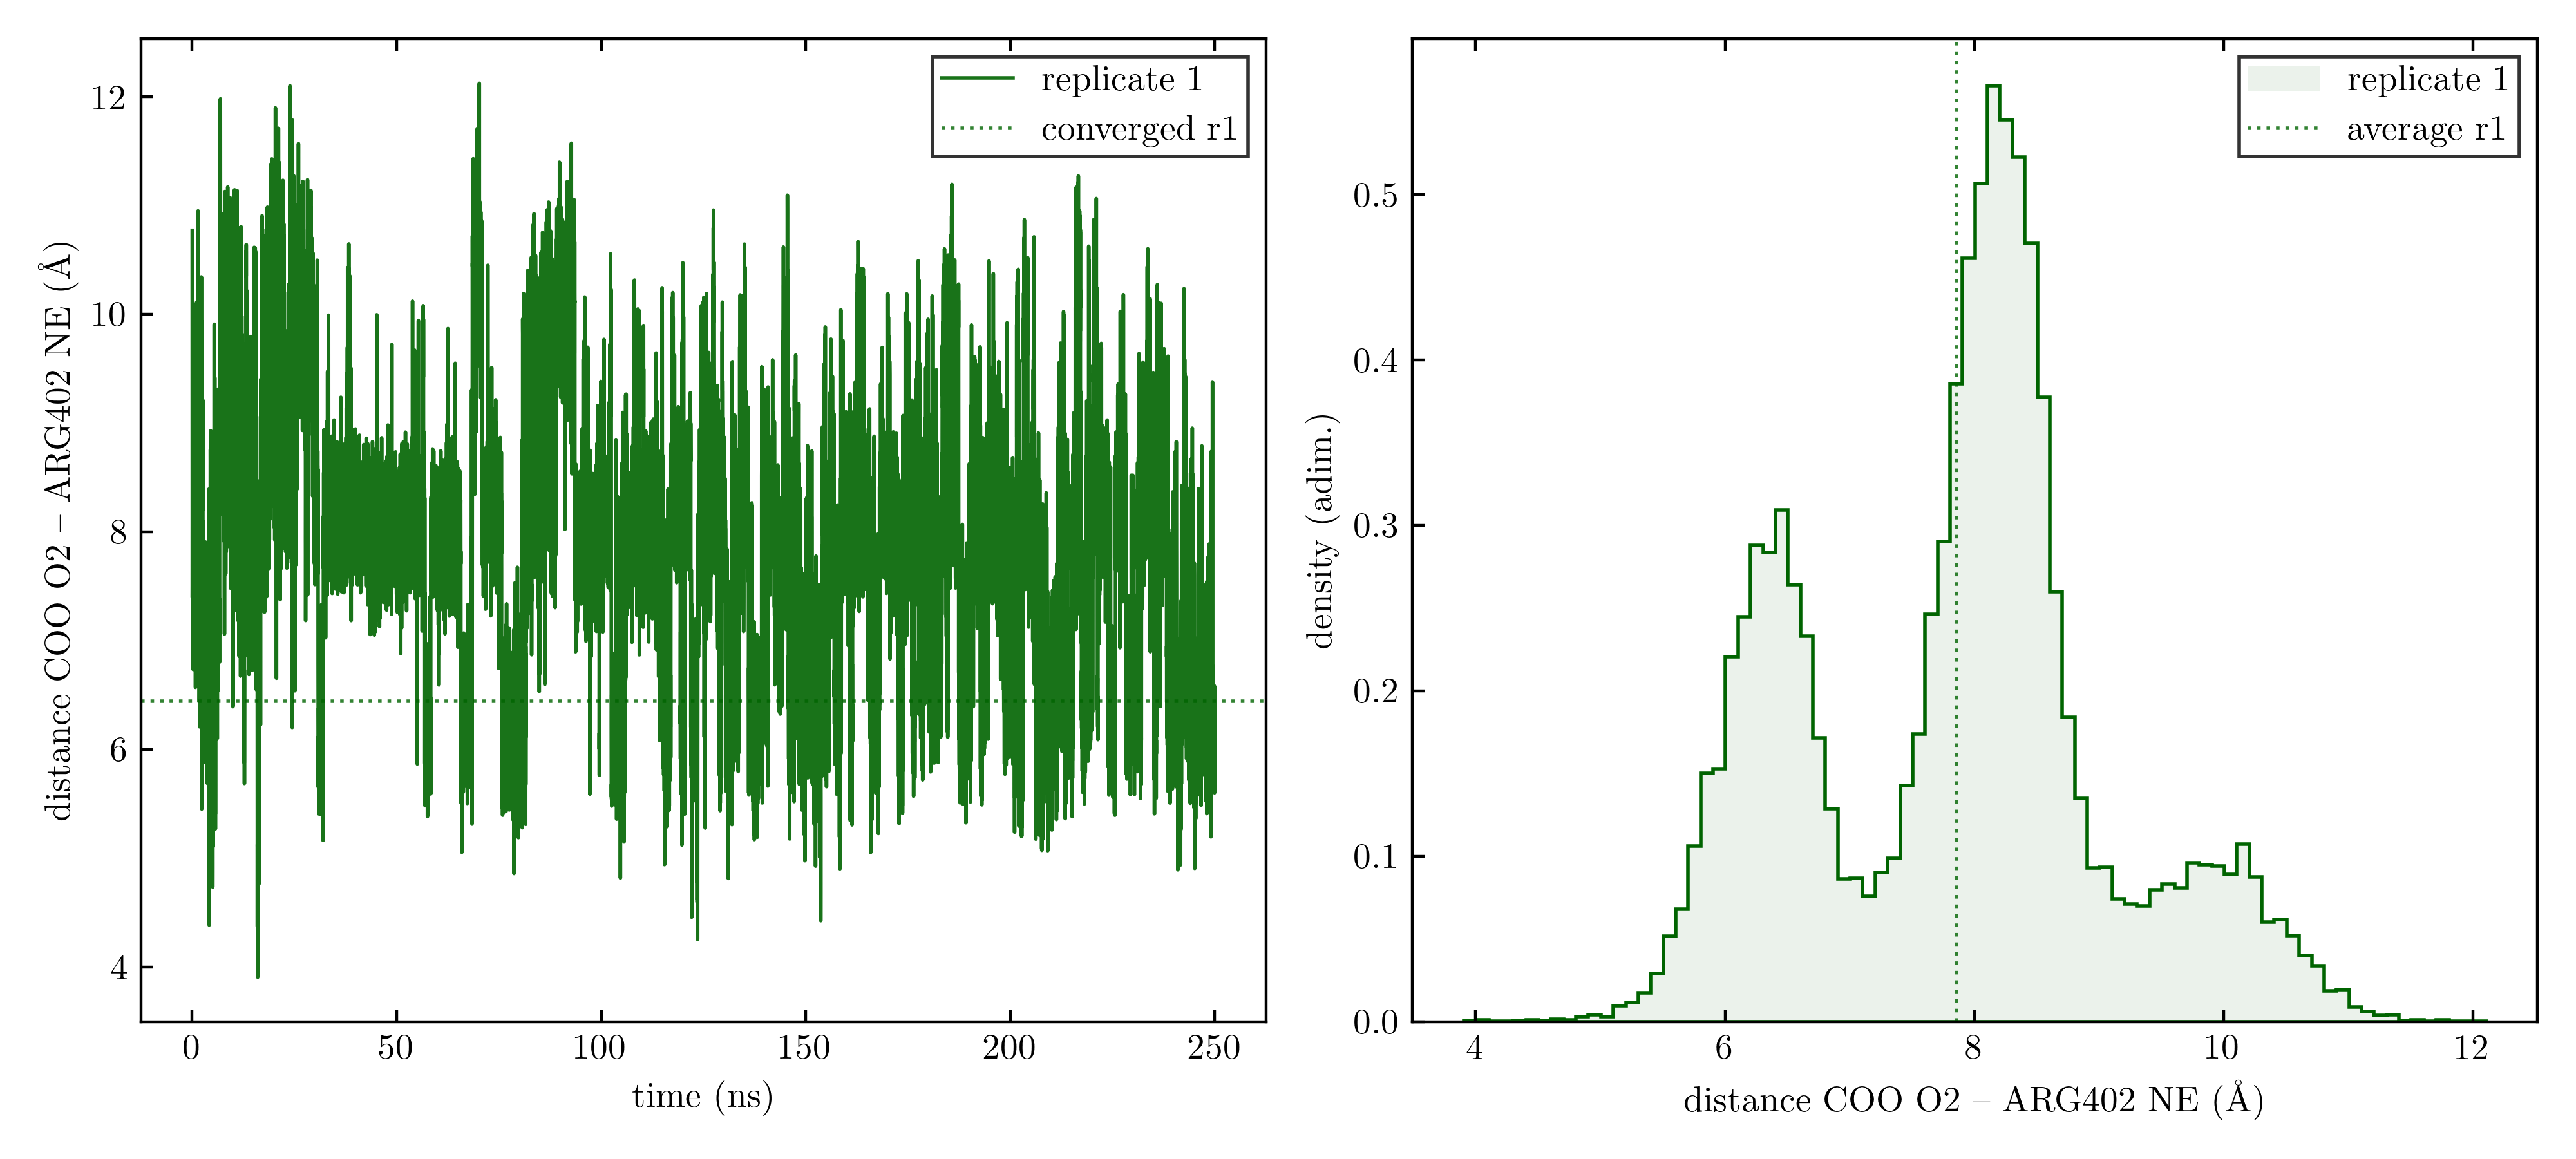 distance COO O2 – ARG402 NE (Å)
12
10
8
6
4
0
50
100
150
200
250
time (ns)
replicate 1
converged r1
density (adim.)
0.5
0.4
0.3
0.2
0.1
0.0
4
6
8
10
12
distance COO O2 – ARG402 NE (Å)
replicate 1
average r1